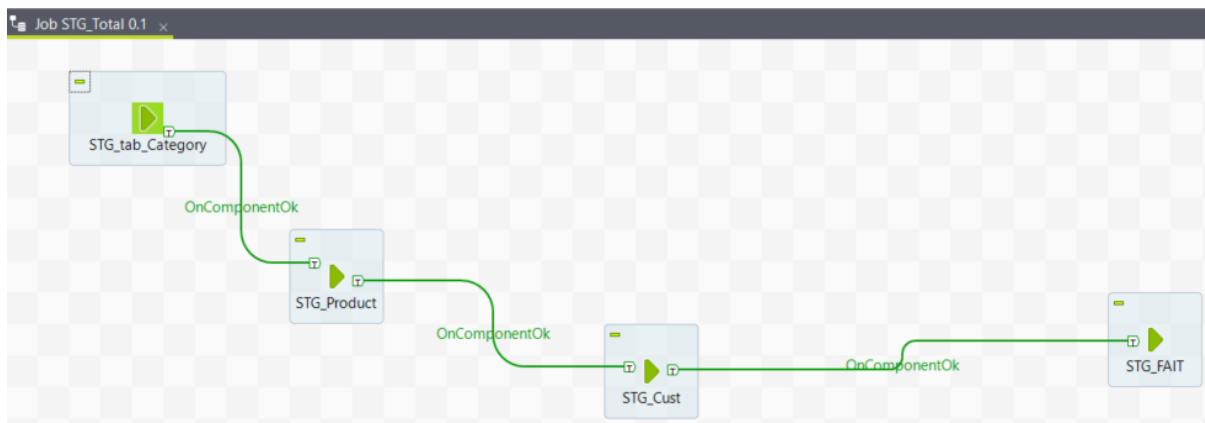 Job STG_Total 0.1
STG_tab_Category
OnComponentOk
STG_Product
OnComponentOk
STG_Cust
OnComponentOk
STG_FAIT